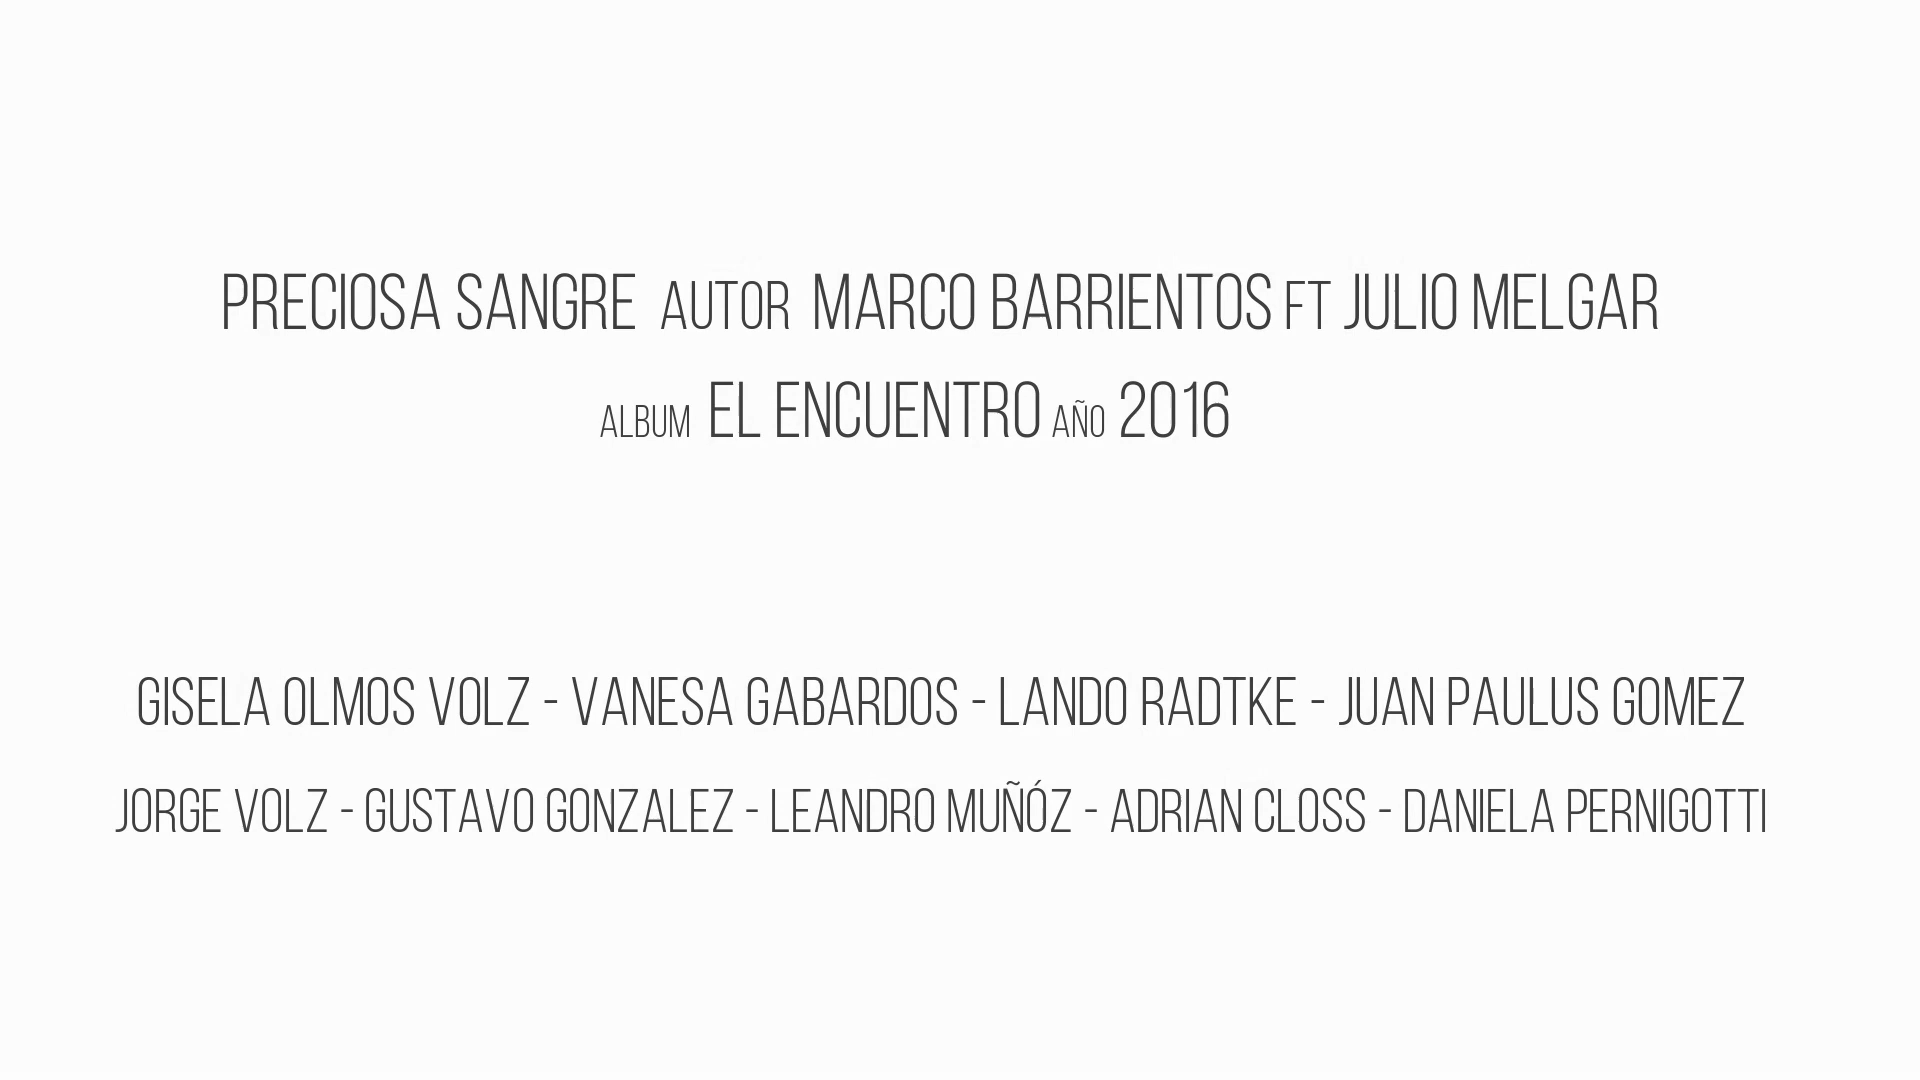 PRECIOSA SANGRE AUTOR MARCO BARRIENTOS FT JULIO MELGAR
ALBUM EL ENCUENTRO AÑO 2016
GISELA OLMOS VOLZ - VANESA GABARDOS - LANDO RADTKE - JUAN PAULUS GOMEZ
JORGE VOLZ - GUSTAVO GONZALEZ - LEANDRO MUÑÓZ - ADRIAN CLOSS - DANIELA PERNIGOTTI